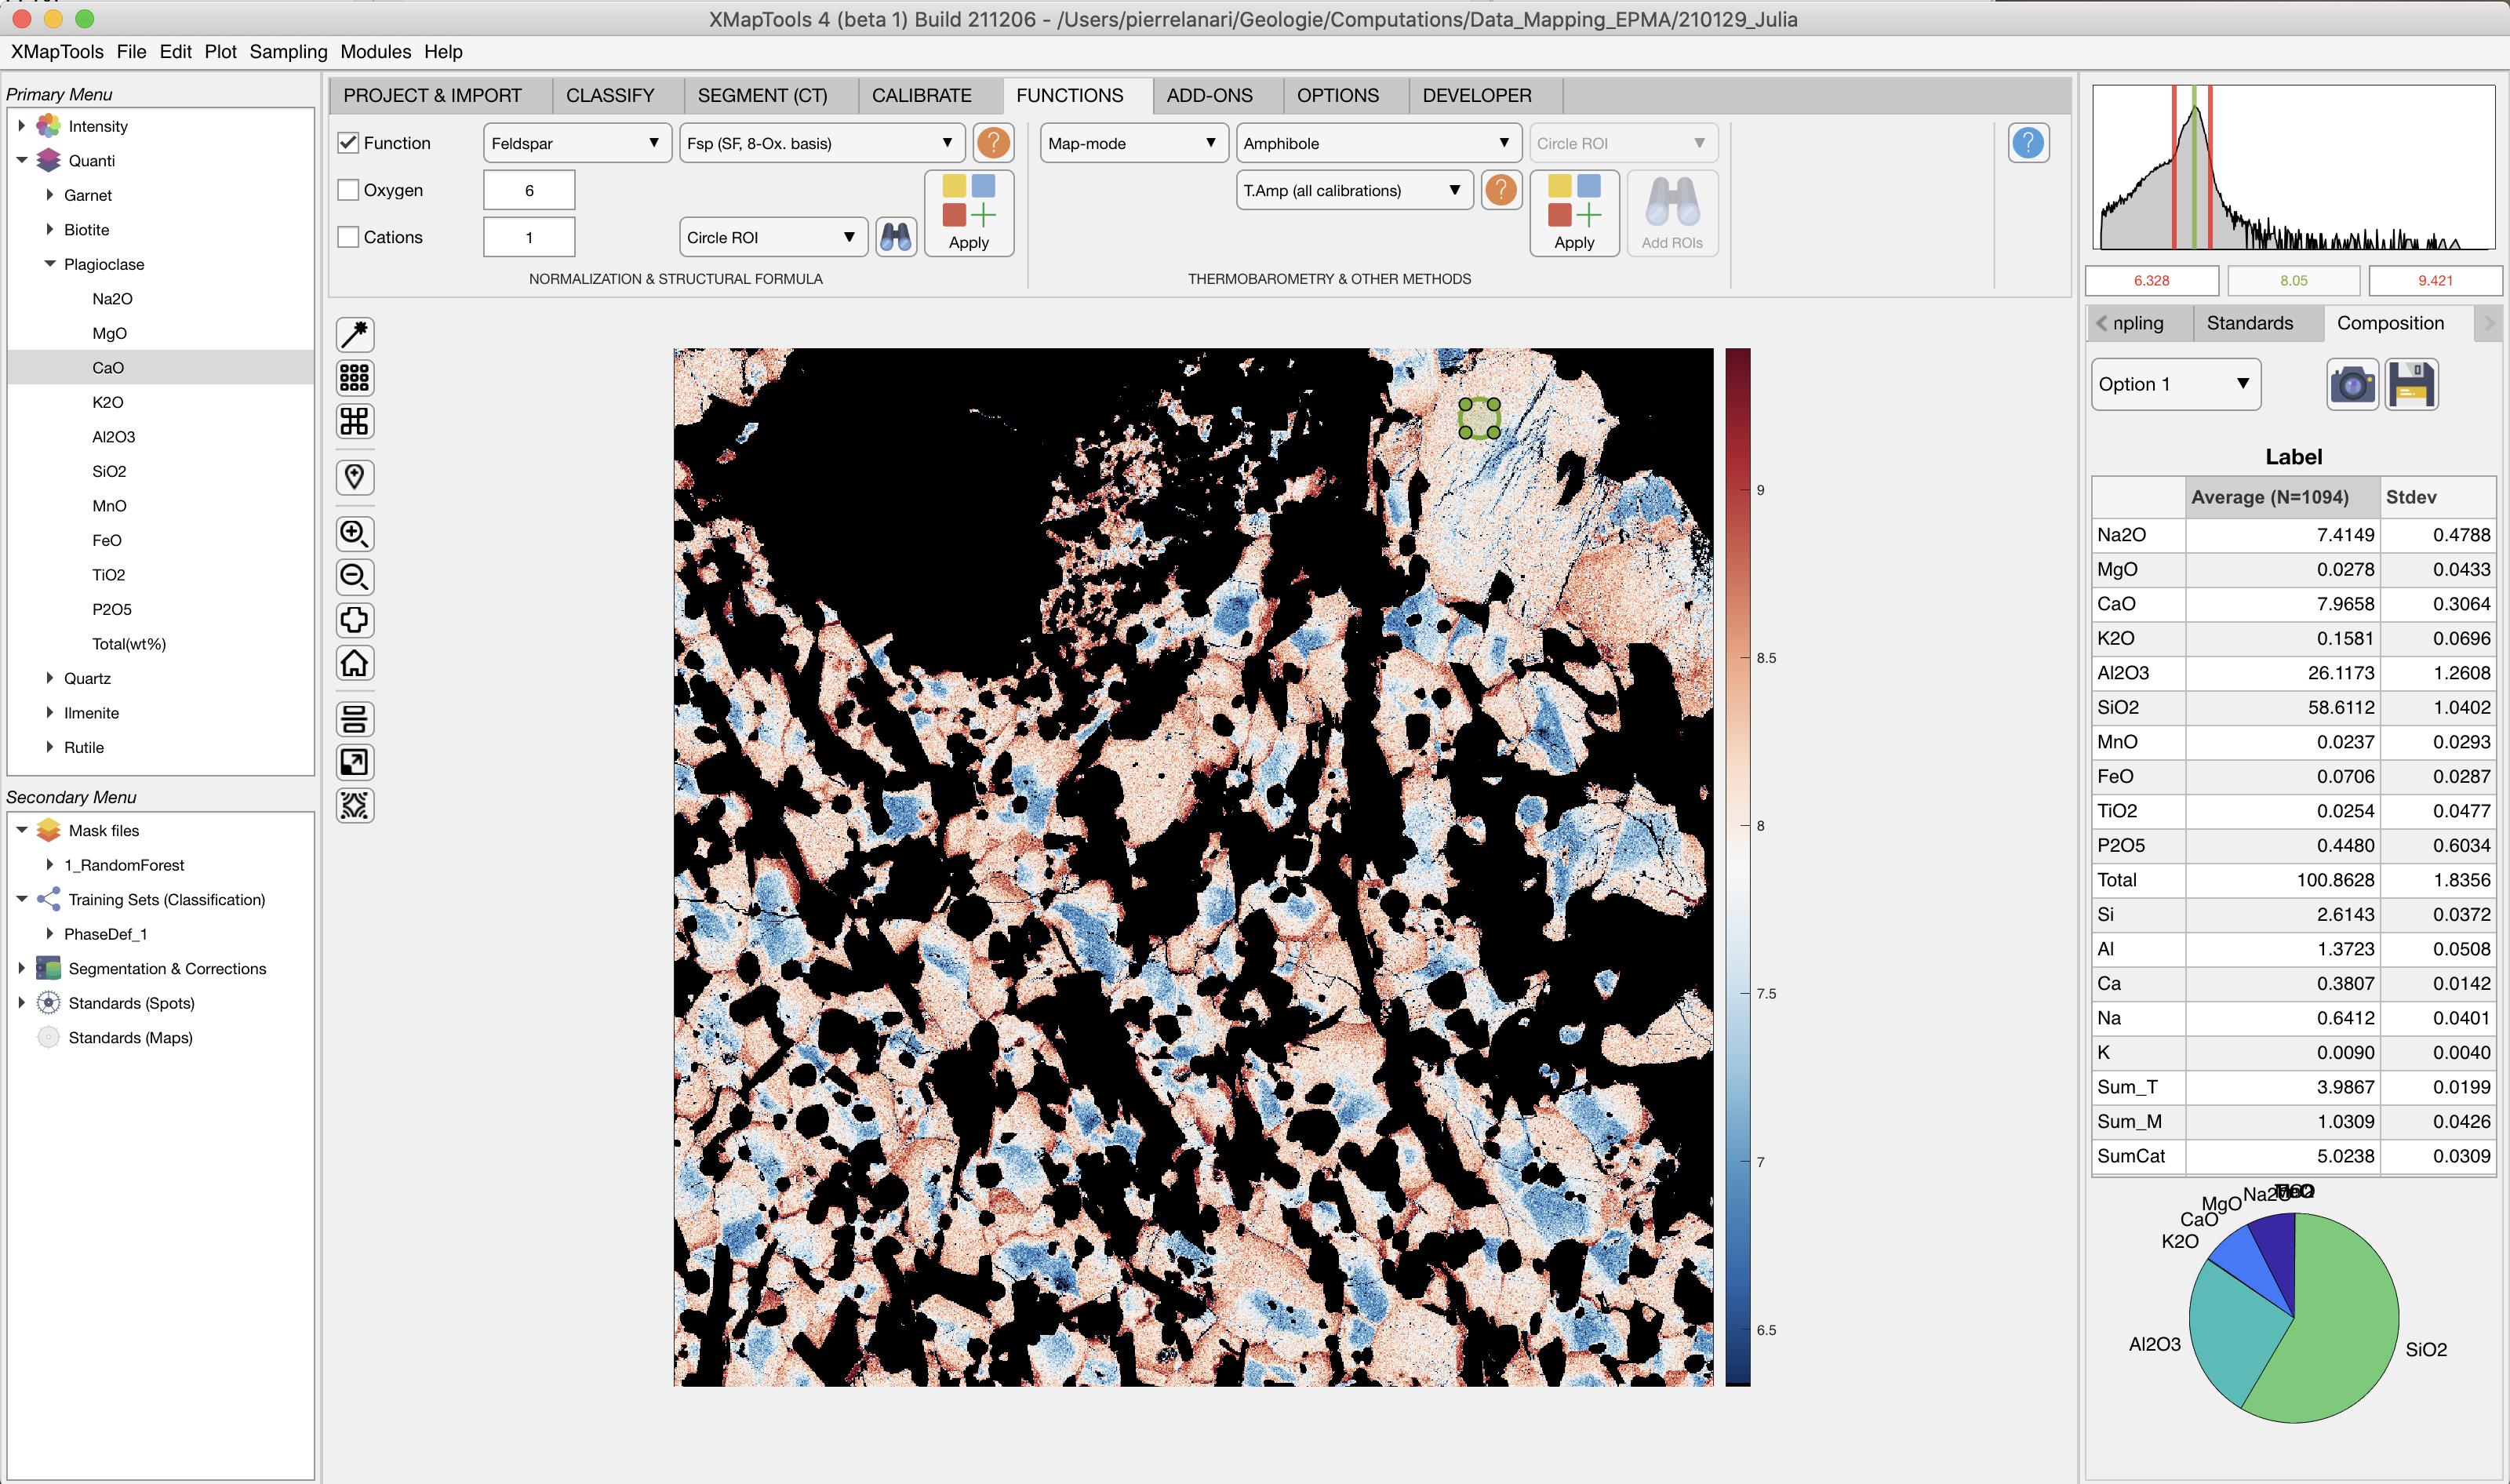 XMapTools 4 (beta 1) Build 211206 - /Users/pierrelanari/Geologie/Computations/Data_Mapping_EPMA/210129_Julia
XMapTools File Edit Plot Sampling Modules Help
Primary Menu
Intensity
Quanti
Garnet
Biotite
Plagioclase
Na2O
MgO
CaO
K2O
Al2O3
SiO2
MnO
FeO
TiO2
P2O5
Total(wt%)
Quartz
Ilmenite
Rutile
Secondary Menu
Mask files
1_RandomForest
Training Sets (Classification)
PhaseDef_1
Segmentation & Corrections
Standards (Spots)
Standards (Maps)
PROJECT & IMPORT CLASSIFY SEGMENT (CT) CALIBRATE FUNCTIONS ADD-ONS OPTIONS DEVELOPER
Function Feldspar Fsp (SF, 8-Ox. basis) ?
Oxygen 6
Cations 1 Circle ROI Apply
NORMALIZATION & STRUCTURAL FORMULA
Map-mode Amphibole Circle ROI
T.Amp (all calibrations) ?
Apply Add ROIs
THERMOBAROMETRY & OTHER METHODS
?
9
8.5
8
7.5
7
6.5
6.328 8.05 9.421
npling Standards Composition
Option 1
Label
Average (N=1094) Stdev
Na2O 7.4149 0.4788
MgO 0.0278 0.0433
CaO 7.9658 0.3064
K2O 0.1581 0.0696
Al2O3 26.1173 1.2608
SiO2 58.6112 1.0402
MnO 0.0237 0.0293
FeO 0.0706 0.0287
TiO2 0.0254 0.0477
P2O5 0.4480 0.6034
Total 100.8628 1.8356
Si 2.6143 0.0372
Al 1.3723 0.0508
Ca 0.3807 0.0142
Na 0.6412 0.0401
K 0.0090 0.0040
Sum_T 3.9867 0.0199
Sum_M 1.0309 0.0426
SumCat 5.0238 0.0309
Na2O
MgO
CaO
K2O
Al2O3
SiO2